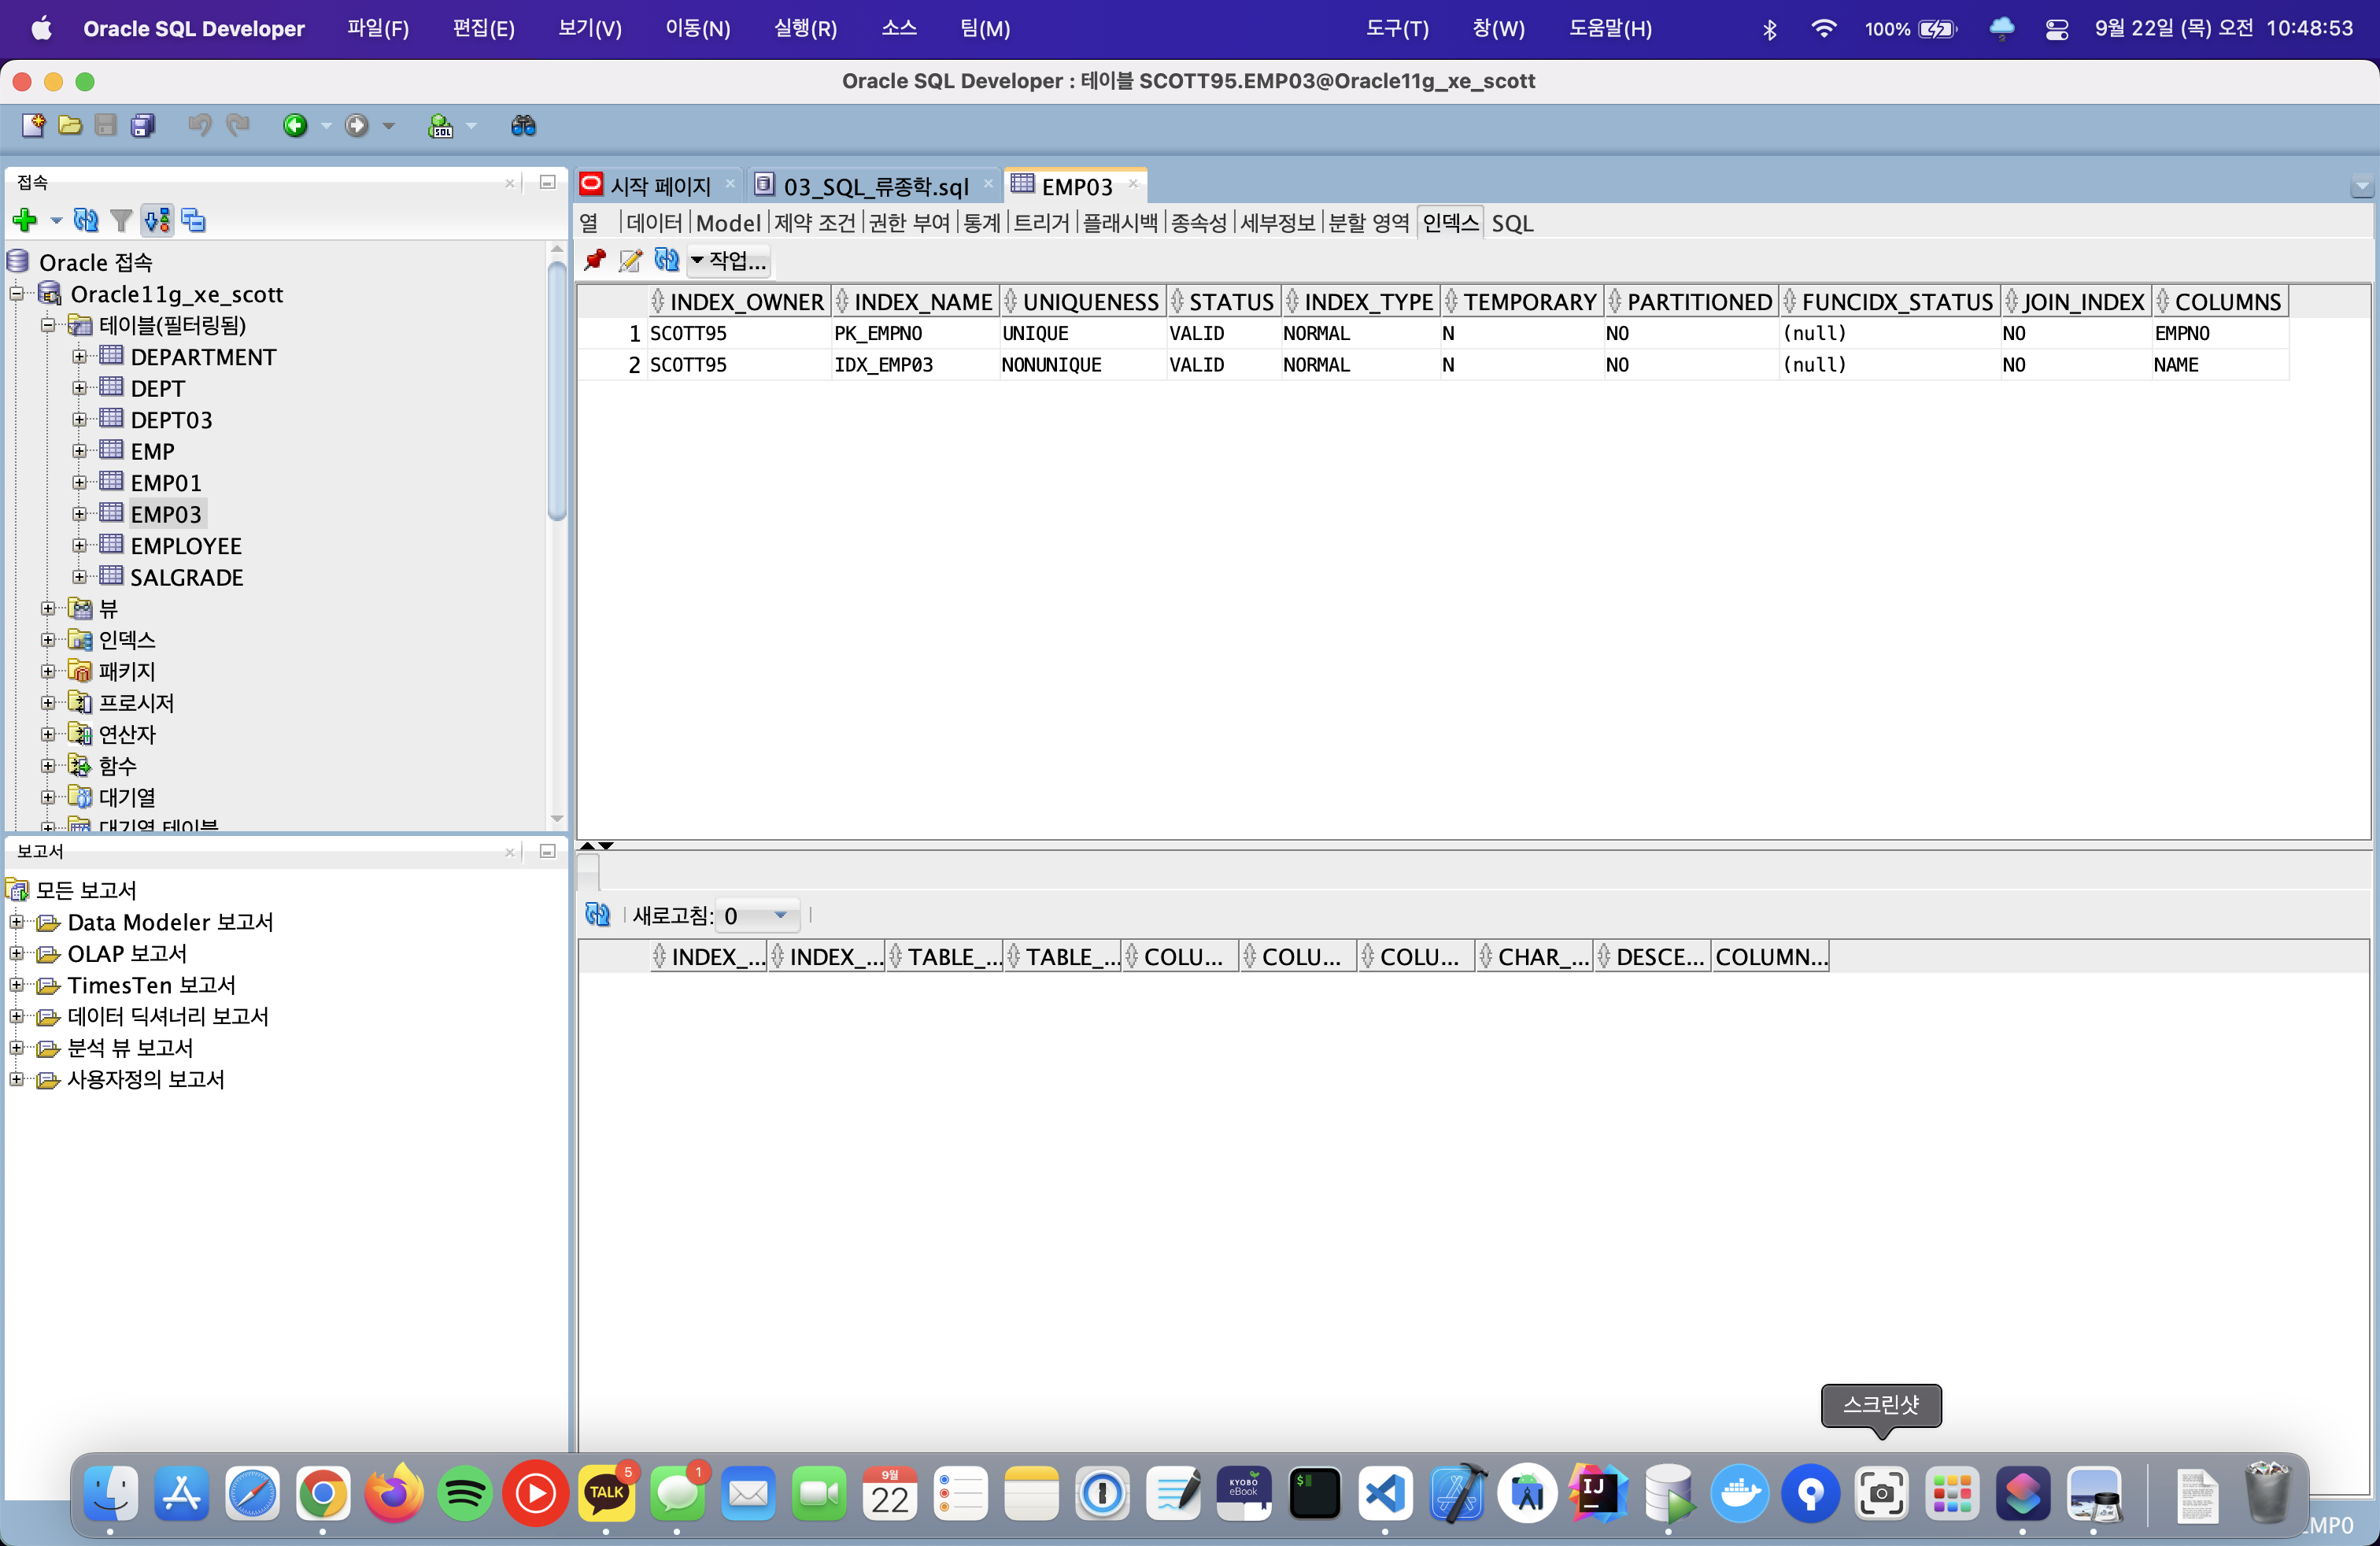 Oracle SQL Developer 파일(F) 편집(E) 보기(V) 이동(N) 실행(R) 소스 팀(M) 도구(T) 창(W) 도움말(H) 100% 9월 22일 (목) 오전 10:48:53
Oracle SQL Developer : 테이블 SCOTT95.EMP03@Oracle11g_xe_scott
접속
Oracle 접속
Oracle11g_xe_scott
테이블(필터링됨)
DEPARTMENT
DEPT
DEPT03
EMP
EMP01
EMP03
EMPLOYEE
SALGRADE
뷰
인덱스
패키지
프로시저
연산자
함수
대기열
대기열 테이블
보고서
모든 보고서
Data Modeler 보고서
OLAP 보고서
TimesTen 보고서
데이터 딕셔너리 보고서
분석 뷰 보고서
사용자정의 보고서
시작 페이지 03_SQL_류종학.sql EMP03
열 데이터 Model 제약 조건 권한 부여 통계 트리거 플래시백 종속성 세부정보 분할 영역 인덱스 SQL
작업...
INDEX_OWNER INDEX_NAME UNIQUENESS STATUS INDEX_TYPE TEMPORARY PARTITIONED FUNCIDX_STATUS JOIN_INDEX COLUMNS
1 SCOTT95 PK_EMPNO UNIQUE VALID NORMAL N NO (null) NO EMPNO
2 SCOTT95 IDX_EMP03 NONUNIQUE VALID NORMAL N NO (null) NO NAME
새로고침: 0
INDEX_... INDEX_... TABLE_... TABLE_... COLU... COLU... COLU... CHAR_... DESCE... COLUMN...
스크린샷
TALK 5 1 9월 22 KYOBO eBook $ IJ
EMP0